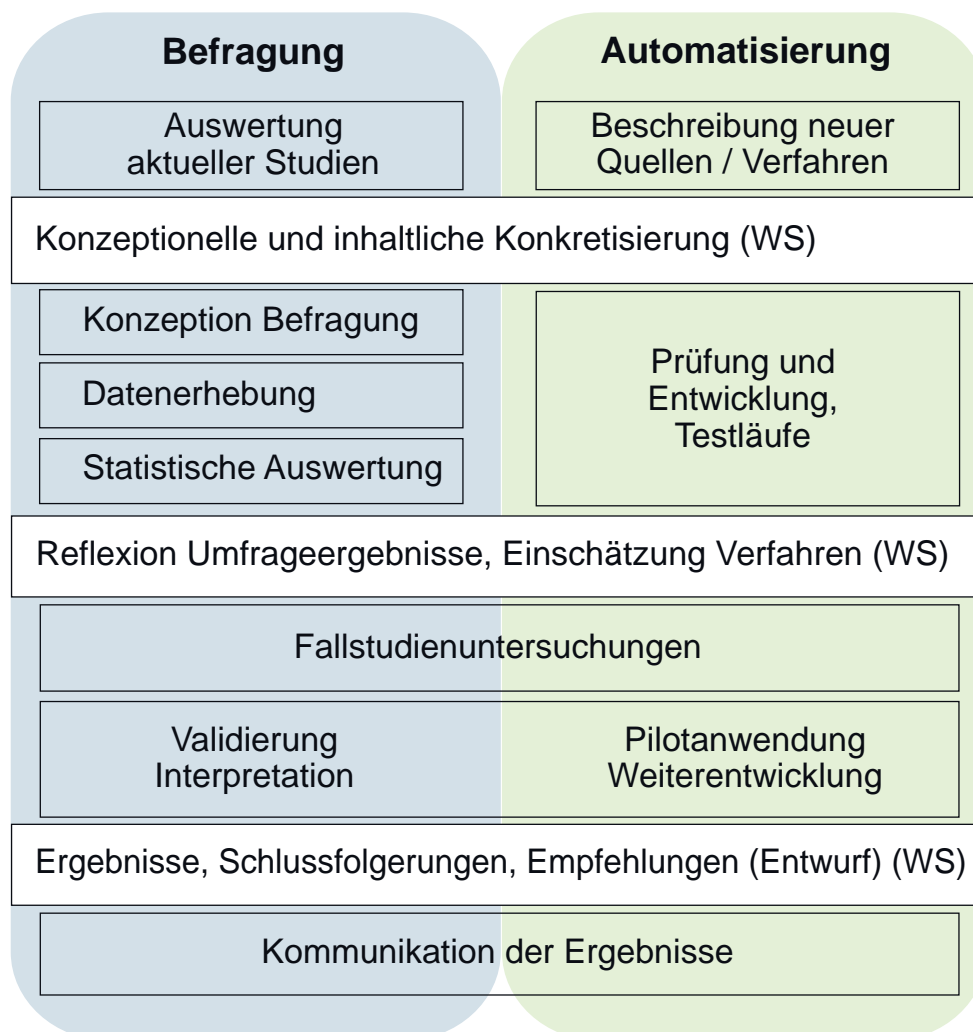 Befragung
Automatisierung
Auswertung
aktueller Studien
Beschreibung neuer
Quellen / Verfahren
Konzeptionelle und inhaltliche Konkretisierung (WS)
Konzeption Befragung
Datenerhebung
Statistische Auswertung
Prüfung und
Entwicklung,
Testläufe
Reflexion Umfrageergebnisse, Einschätzung Verfahren (WS)
Fallstudienuntersuchungen
Validierung
Interpretation
Pilotanwendung
Weiterentwicklung
Ergebnisse, Schlussfolgerungen, Empfehlungen (Entwurf) (WS)
Kommunikation der Ergebnisse